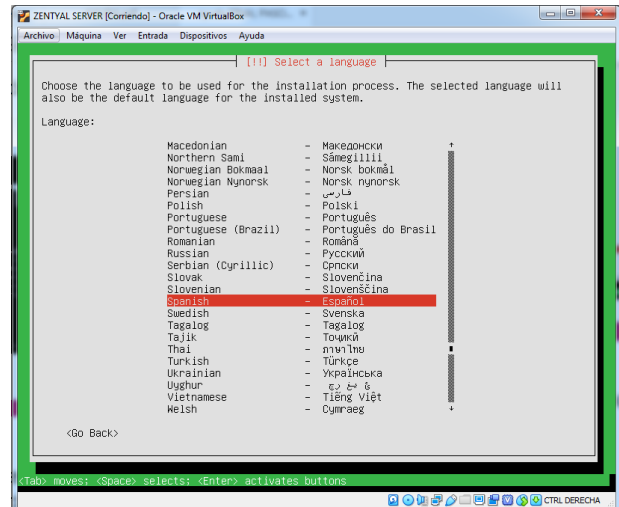 ZENTYAL SERVER [Corriendo] - Oracle VM VirtualBox
Archivo Máquina Ver Entrada Dispositivos Ayuda
[!!] Select a language
Choose the language to be used for the installation process. The selected language will
also be the default language for the installed system.
Language:
Macedonian - Македонски
Northern Sami - Sámegillii
Norwegian Bokmaal - Norsk bokmål
Norwegian Nynorsk - Norsk nynorsk
Persian - فارسی
Polish - Polski
Portuguese - Português
Portuguese (Brazil) - Português do Brasil
Romanian - Română
Russian - Русский
Serbian (Cyrillic) - Српски
Slovak - Slovenčina
Slovenian - Slovenščina
Spanish - Español
Swedish - Svenska
Tagalog - Tagalog
Tajik - Тоҷикӣ
Thai - ภาษาไทย
Turkish - Türkçe
Ukrainian - Українська
Uyghur -
Vietnamese - Tiếng Việt
Welsh - Cymraeg
<Go Back>
<Tab> moves; <Space> selects; <Enter> activates buttons
CTRL DERECHA